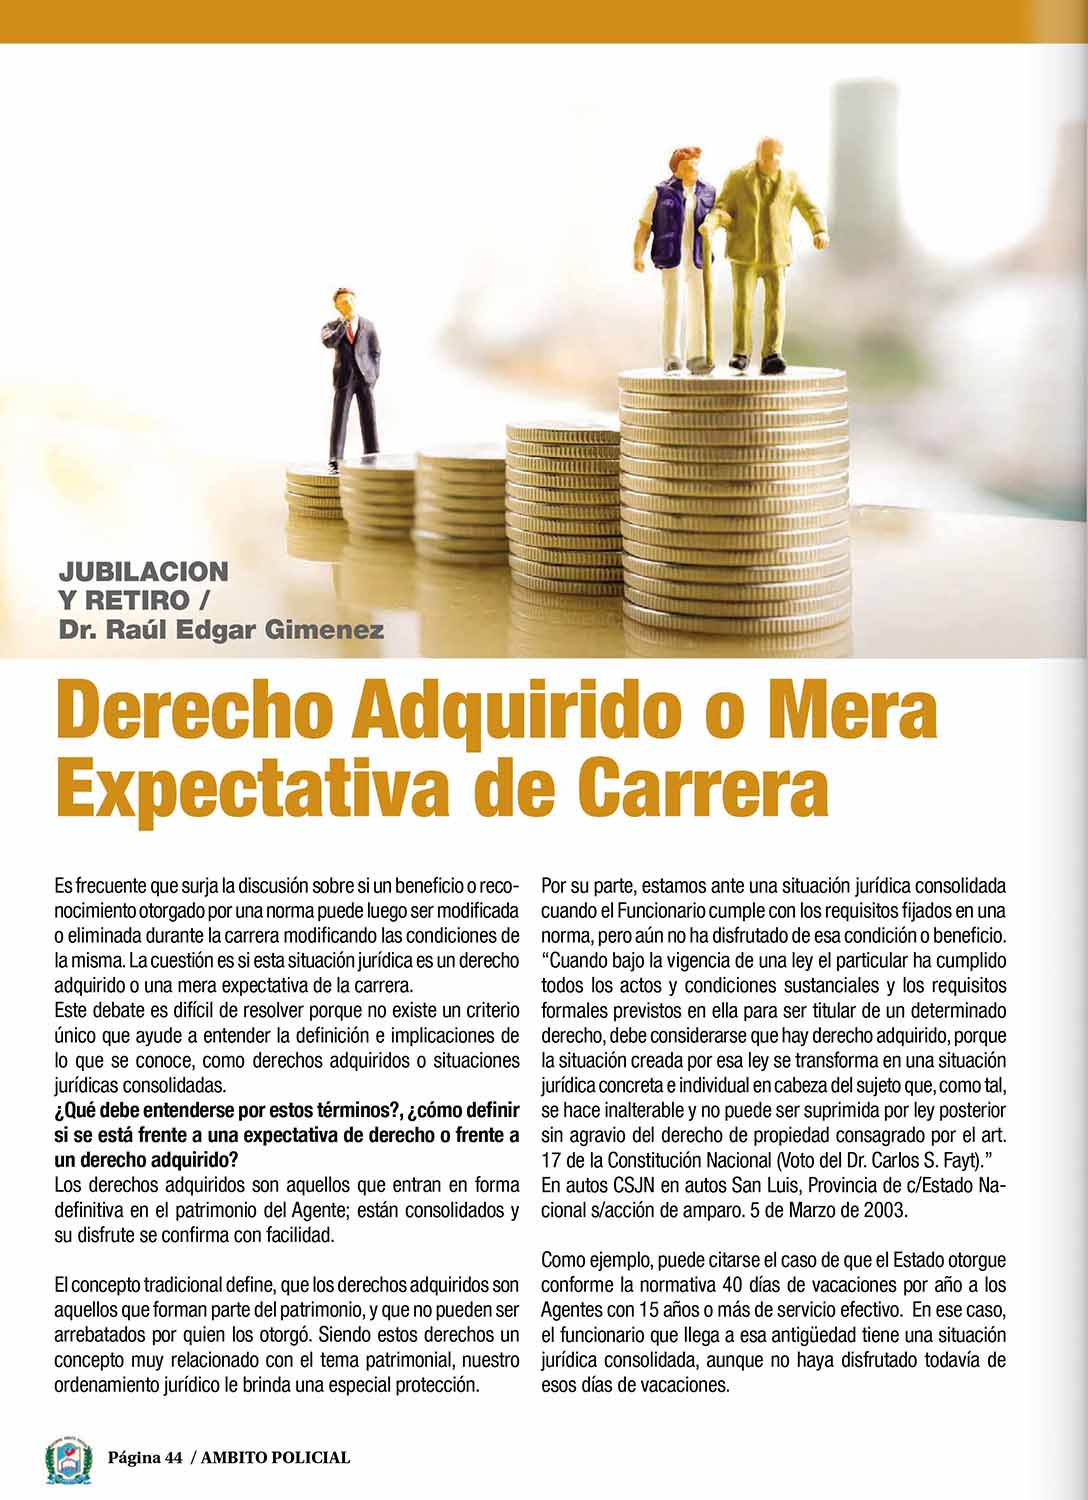 JUBILACION
Y RETIRO /
Dr. Raúl Edgar Gimenez
Derecho Adquirido o Mera
Expectativa de Carrera
Es frecuente que surja la discusión sobre si un beneficio o reco-
nocimiento otorgado por una norma puede luego ser modificada
o eliminada durante la carrera modificando las condiciones de
la misma. La cuestión es si esta situación jurídica es un derecho
adquirido o una mera expectativa de la carrera.
Este debate es difícil de resolver porque no existe un criterio
único que ayude a entender la definición e implicaciones de
lo que se conoce, como derechos adquiridos o situaciones
jurídicas consolidadas.
¿Qué debe entenderse por estos términos?, ¿cómo definir
si se está frente a una expectativa de derecho o frente a
un derecho adquirido?
Los derechos adquiridos son aquellos que entran en forma
definitiva en el patrimonio del Agente; están consolidados y
su disfrute se confirma con facilidad.
El concepto tradicional define, que los derechos adquiridos son
aquellos que forman parte del patrimonio, y que no pueden ser
arrebatados por quien los otorgó. Siendo estos derechos un
concepto muy relacionado con el tema patrimonial, nuestro
ordenamiento jurídico le brinda una especial protección.
Por su parte, estamos ante una situación jurídica consolidada
cuando el Funcionario cumple con los requisitos fijados en una
norma, pero aún no ha disfrutado de esa condición o beneficio.
“Cuando bajo la vigencia de una ley el particular ha cumplido
todos los actos y condiciones sustanciales y los requisitos
formales previstos en ella para ser titular de un determinado
derecho, debe considerarse que hay derecho adquirido, porque
la situación creada por esa ley se transforma en una situación
jurídica concreta e individual en cabeza del sujeto que, como tal,
se hace inalterable y no puede ser suprimida por ley posterior
sin agravio del derecho de propiedad consagrado por el art.
17 de la Constitución Nacional (Voto del Dr. Carlos S. Fayt).”
En autos CSJN en autos San Luis, Provincia de c/Estado Na-
cional s/acción de amparo. 5 de Marzo de 2003.
Como ejemplo, puede citarse el caso de que el Estado otorgue
conforme la normativa 40 días de vacaciones por año a los
Agentes con 15 años o más de servicio efectivo. En ese caso,
el funcionario que llega a esa antigüedad tiene una situación
jurídica consolidada, aunque no haya disfrutado todavía de
esos días de vacaciones.
Página 44 / AMBITO POLICIAL